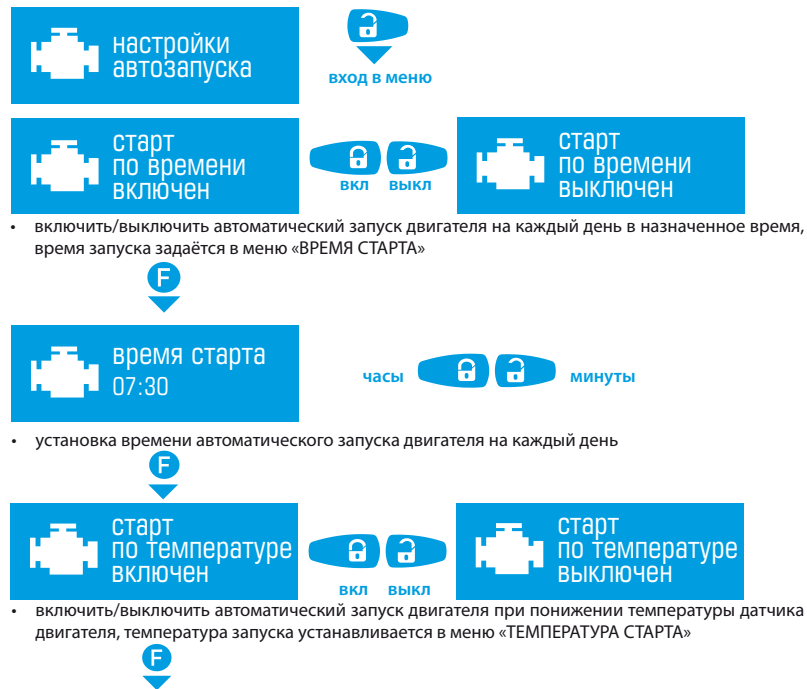 настройки
автозапуска
вход в меню
старт
по времени
включен
вкл выкл
старт
по времени
выключен
• включить/выключить автоматический запуск двигателя на каждый день в назначенное время,
время запуска задаётся в меню «ВРЕМЯ СТАРТА»
F
время старта
07:30
часы
минуты
• установка времени автоматического запуска двигателя на каждый день
F
старт
по температуре
включен
вкл выкл
старт
по температуре
выключен
• включить/выключить автоматический запуск двигателя при понижении температуры датчика
двигателя, температура запуска устанавливается в меню «ТЕМПЕРАТУРА СТАРТА»
F